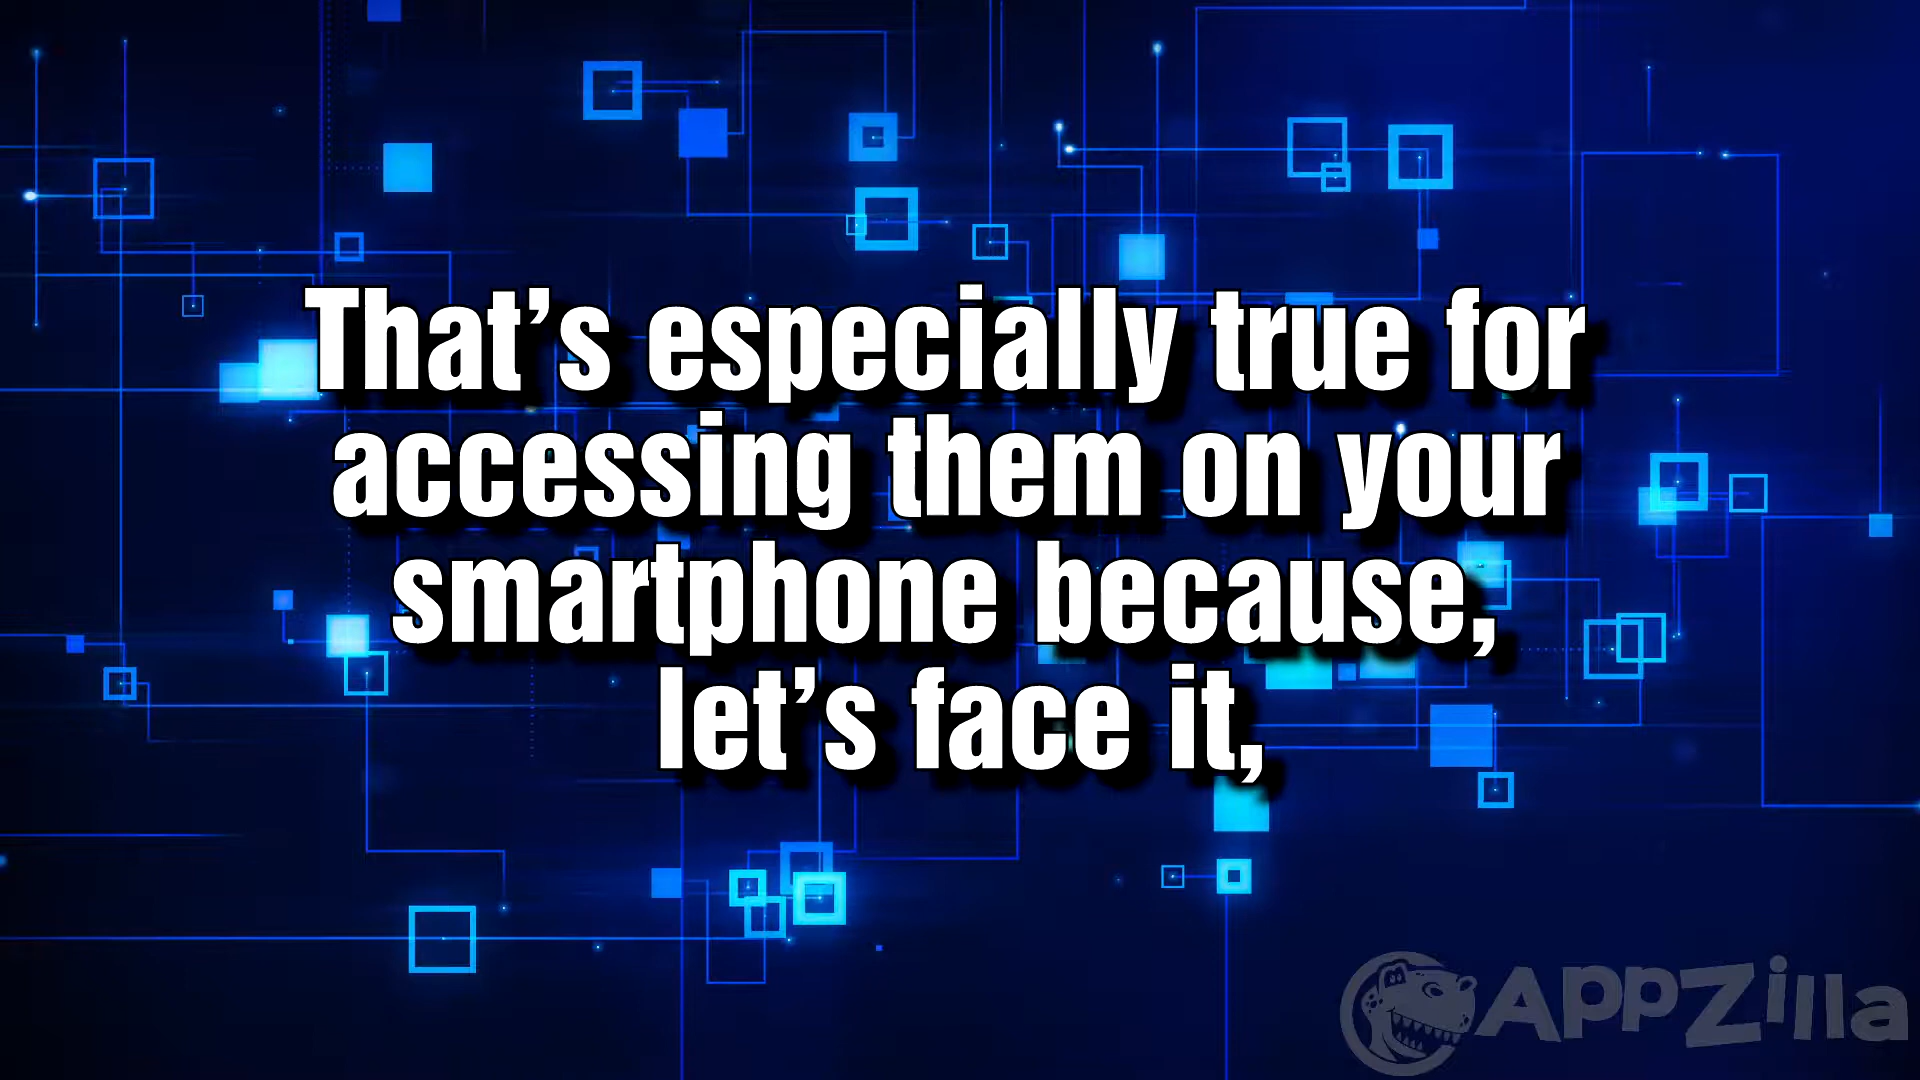 That’s especially true for
accessing them on your
smartphone because,
let’s face it,
AppZilla